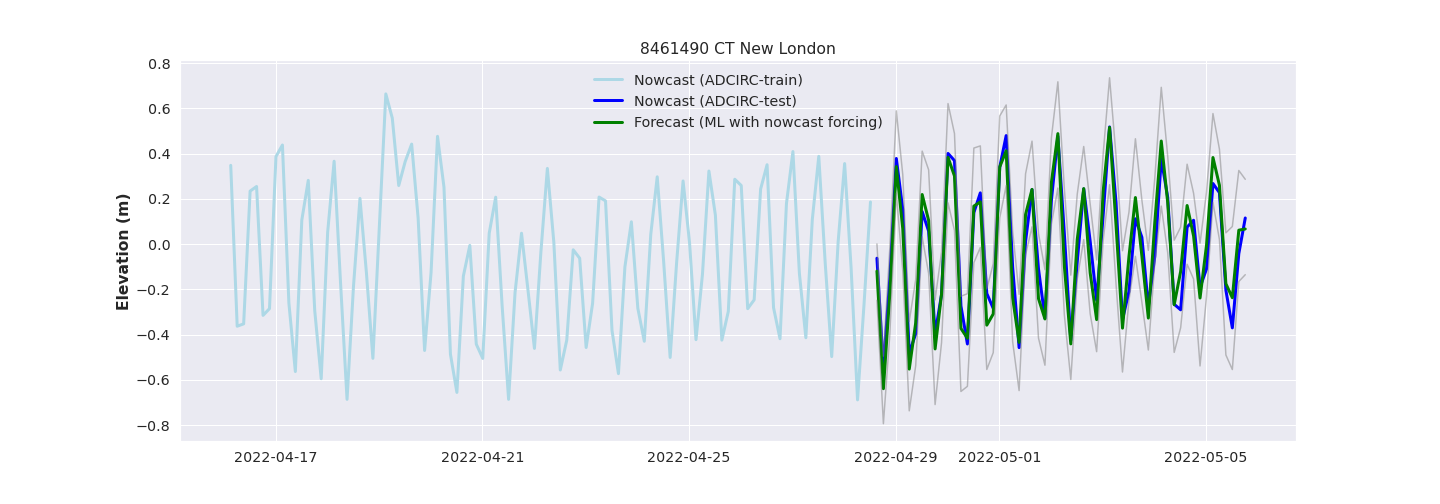 8461490 CT New London
Nowcast (ADCIRC-train)
Nowcast (ADCIRC-test)
Forecast (ML with nowcast forcing)
Elevation (m)
0.8
0.6
0.4
0.2
0.0
−0.2
−0.4
−0.6
−0.8
2022-04-17 2022-04-21 2022-04-25 2022-04-29 2022-05-01 2022-05-05